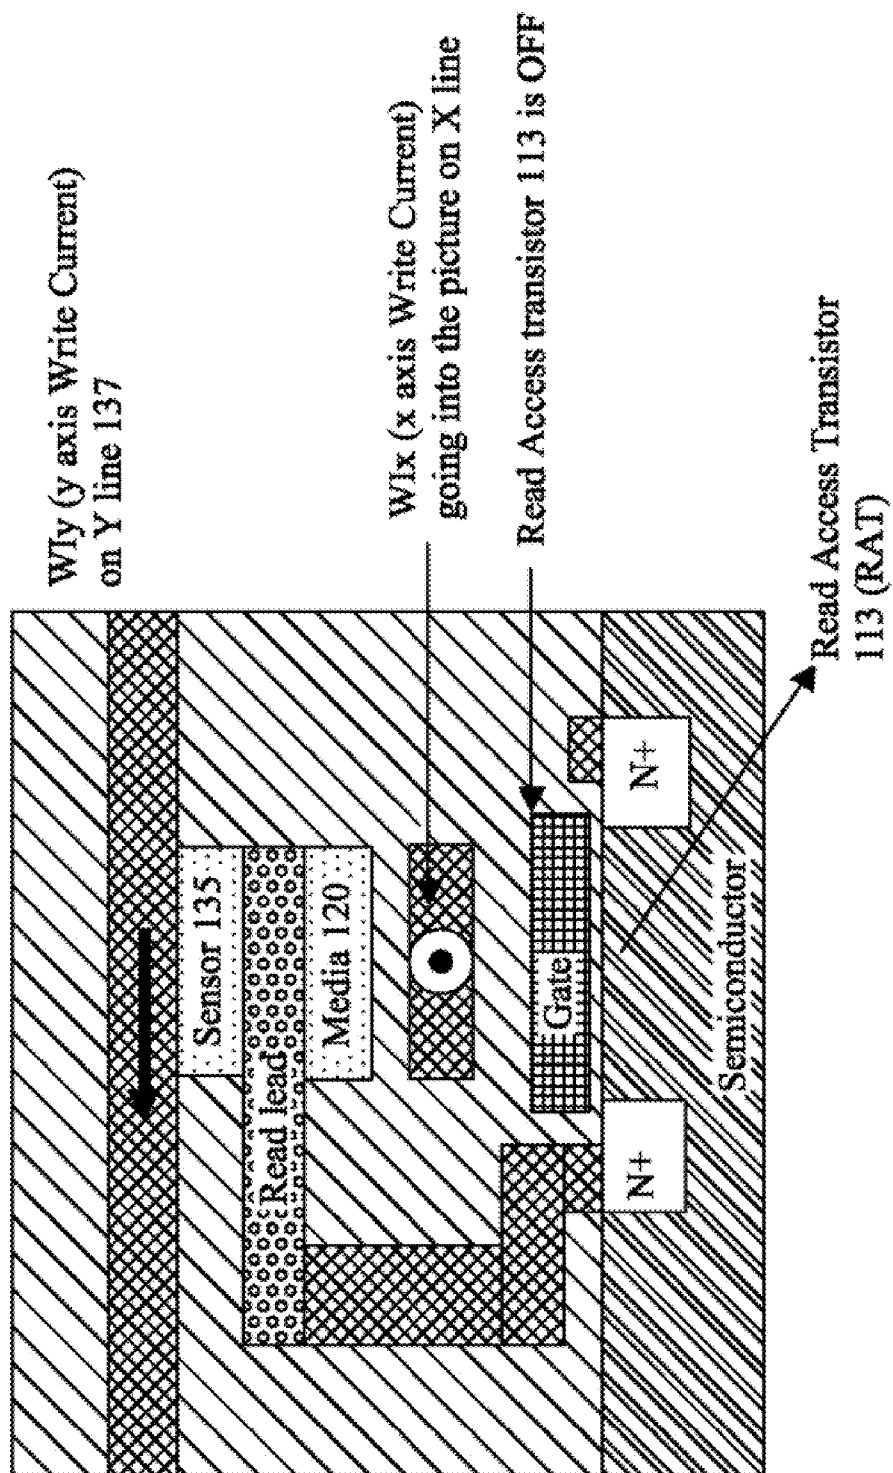 WIy (y axis Write Current)
on Y line 137
Sensor 135
Read lead
Media 120
WIx (x axis Write Current)
going into the picture on X line
Read Access transistor 113 is OFF
Gate
N+
N+
Semiconductor
Read Access Transistor
113 (RAT)